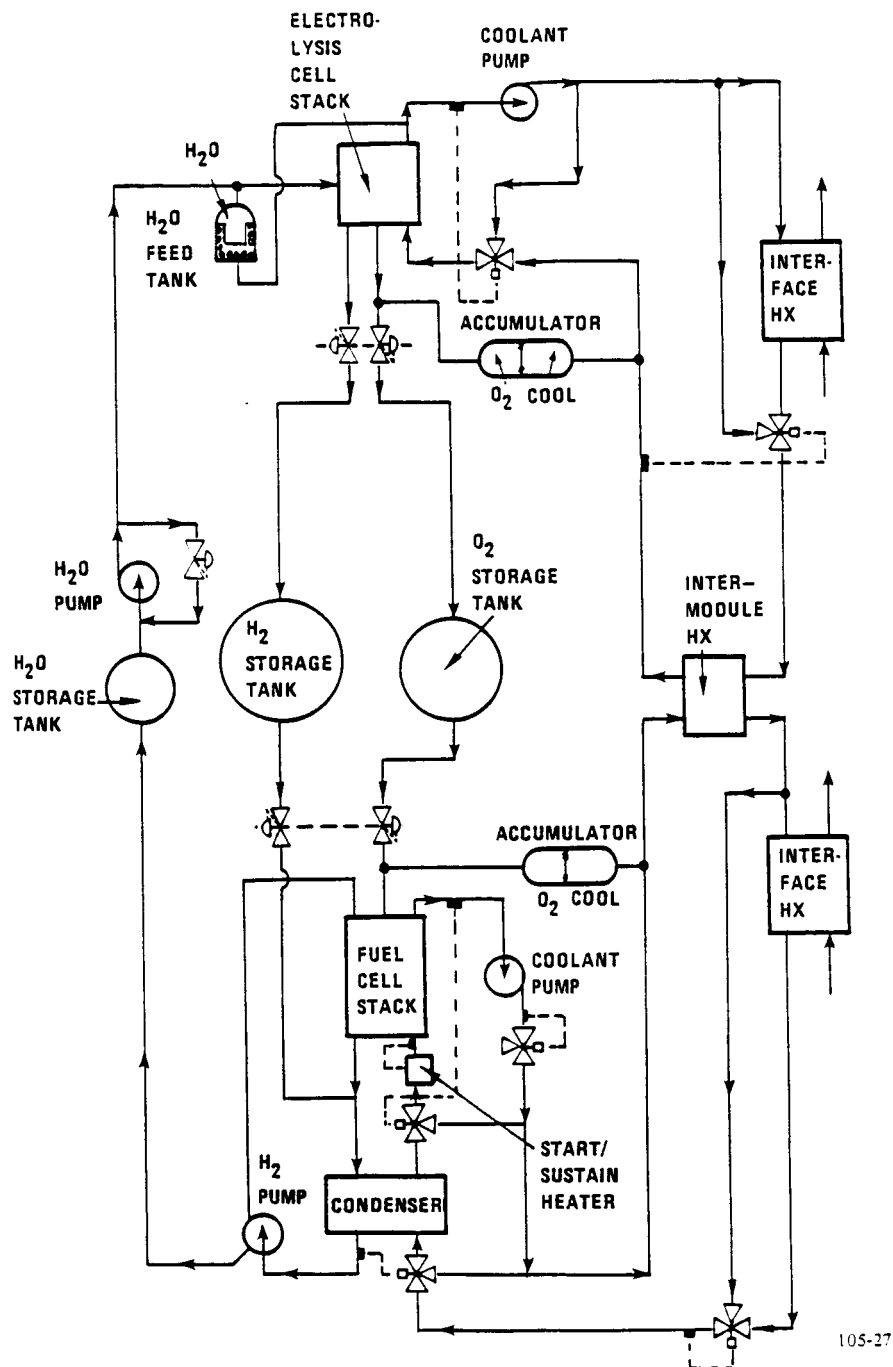 ELECTRO-
LYSIS
CELL
STACK
COOLANT
PUMP
H2O
H2O
FEED
TANK
INTER-
FACE
HX
ACCUMULATOR
O2 COOL
H2O
PUMP
O2
STORAGE
TANK
H2
STORAGE
TANK
INTER-
MODULE
HX
H2O
STORAGE
TANK
ACCUMULATOR
O2 COOL
INTER-
FACE
HX
FUEL
CELL
STACK
COOLANT
PUMP
START/
SUSTAIN
HEATER
H2
PUMP
CONDENSER
105-27